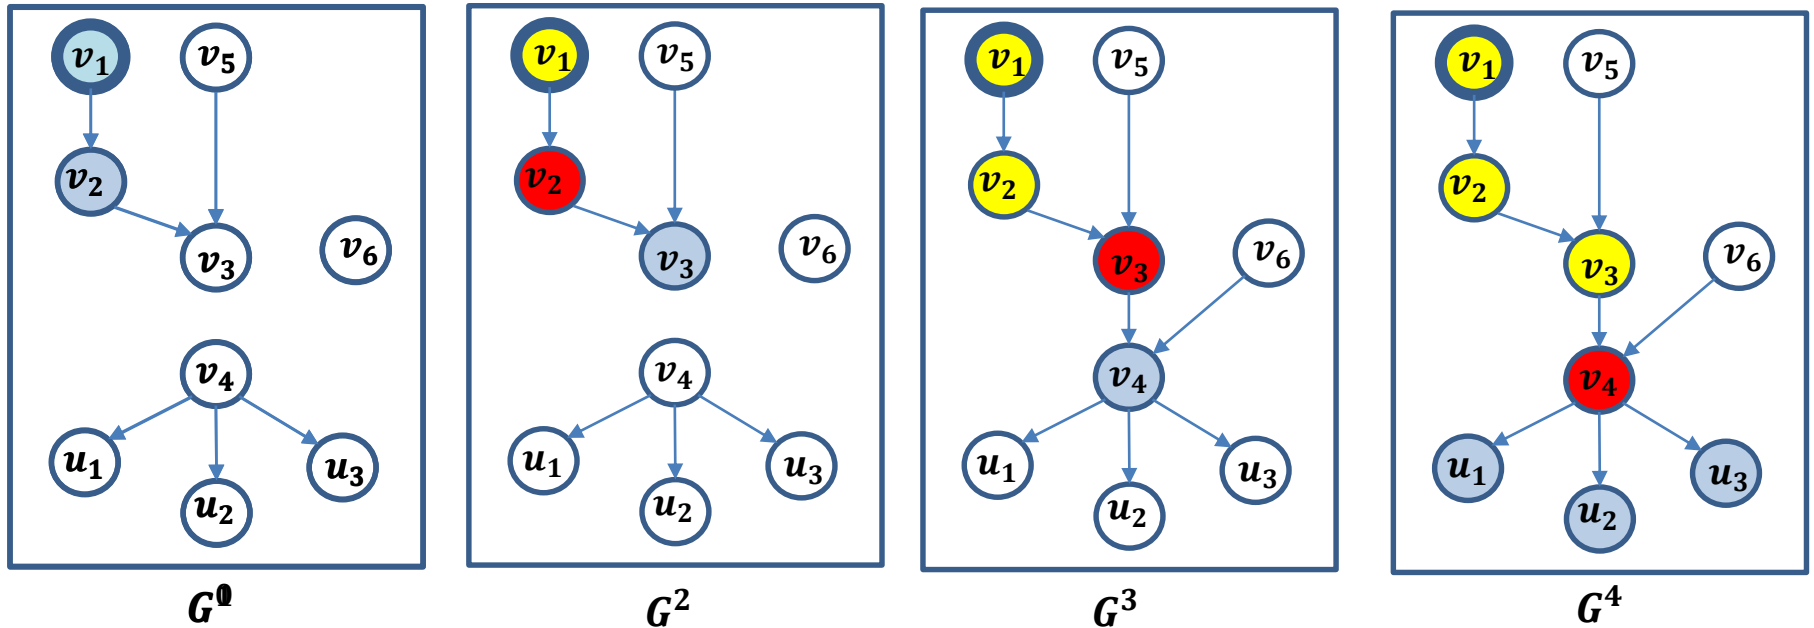 v₁ v₅
v₂
v₃ v₆
v₄
u₁ u₃
u₂
v₁ v₅
v₂
v₃ v₆
v₄
u₁ u₃
u₂
G²
v₁ v₅
v₂
v₃ v₆
v₄
u₁ u₃
u₂
G³
v₁ v₅
v₂
v₃ v₆
v₄
u₁ u₃
u₂
G⁴